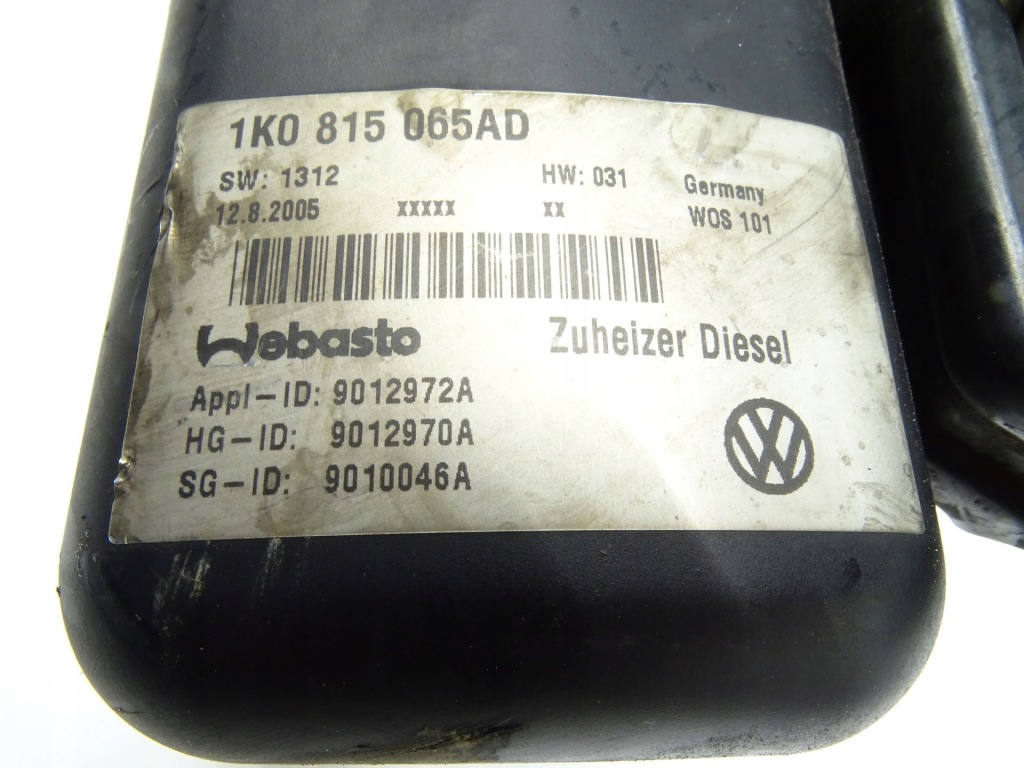 1K0 815 065AD
SW: 1312 HW: 031 Germany
12.8.2005 xxxxx xx WOS 101
Webasto Zuheizer Diesel
Appl-ID: 9012972A
HG-ID: 9012970A
SG-ID: 9010046A
VW